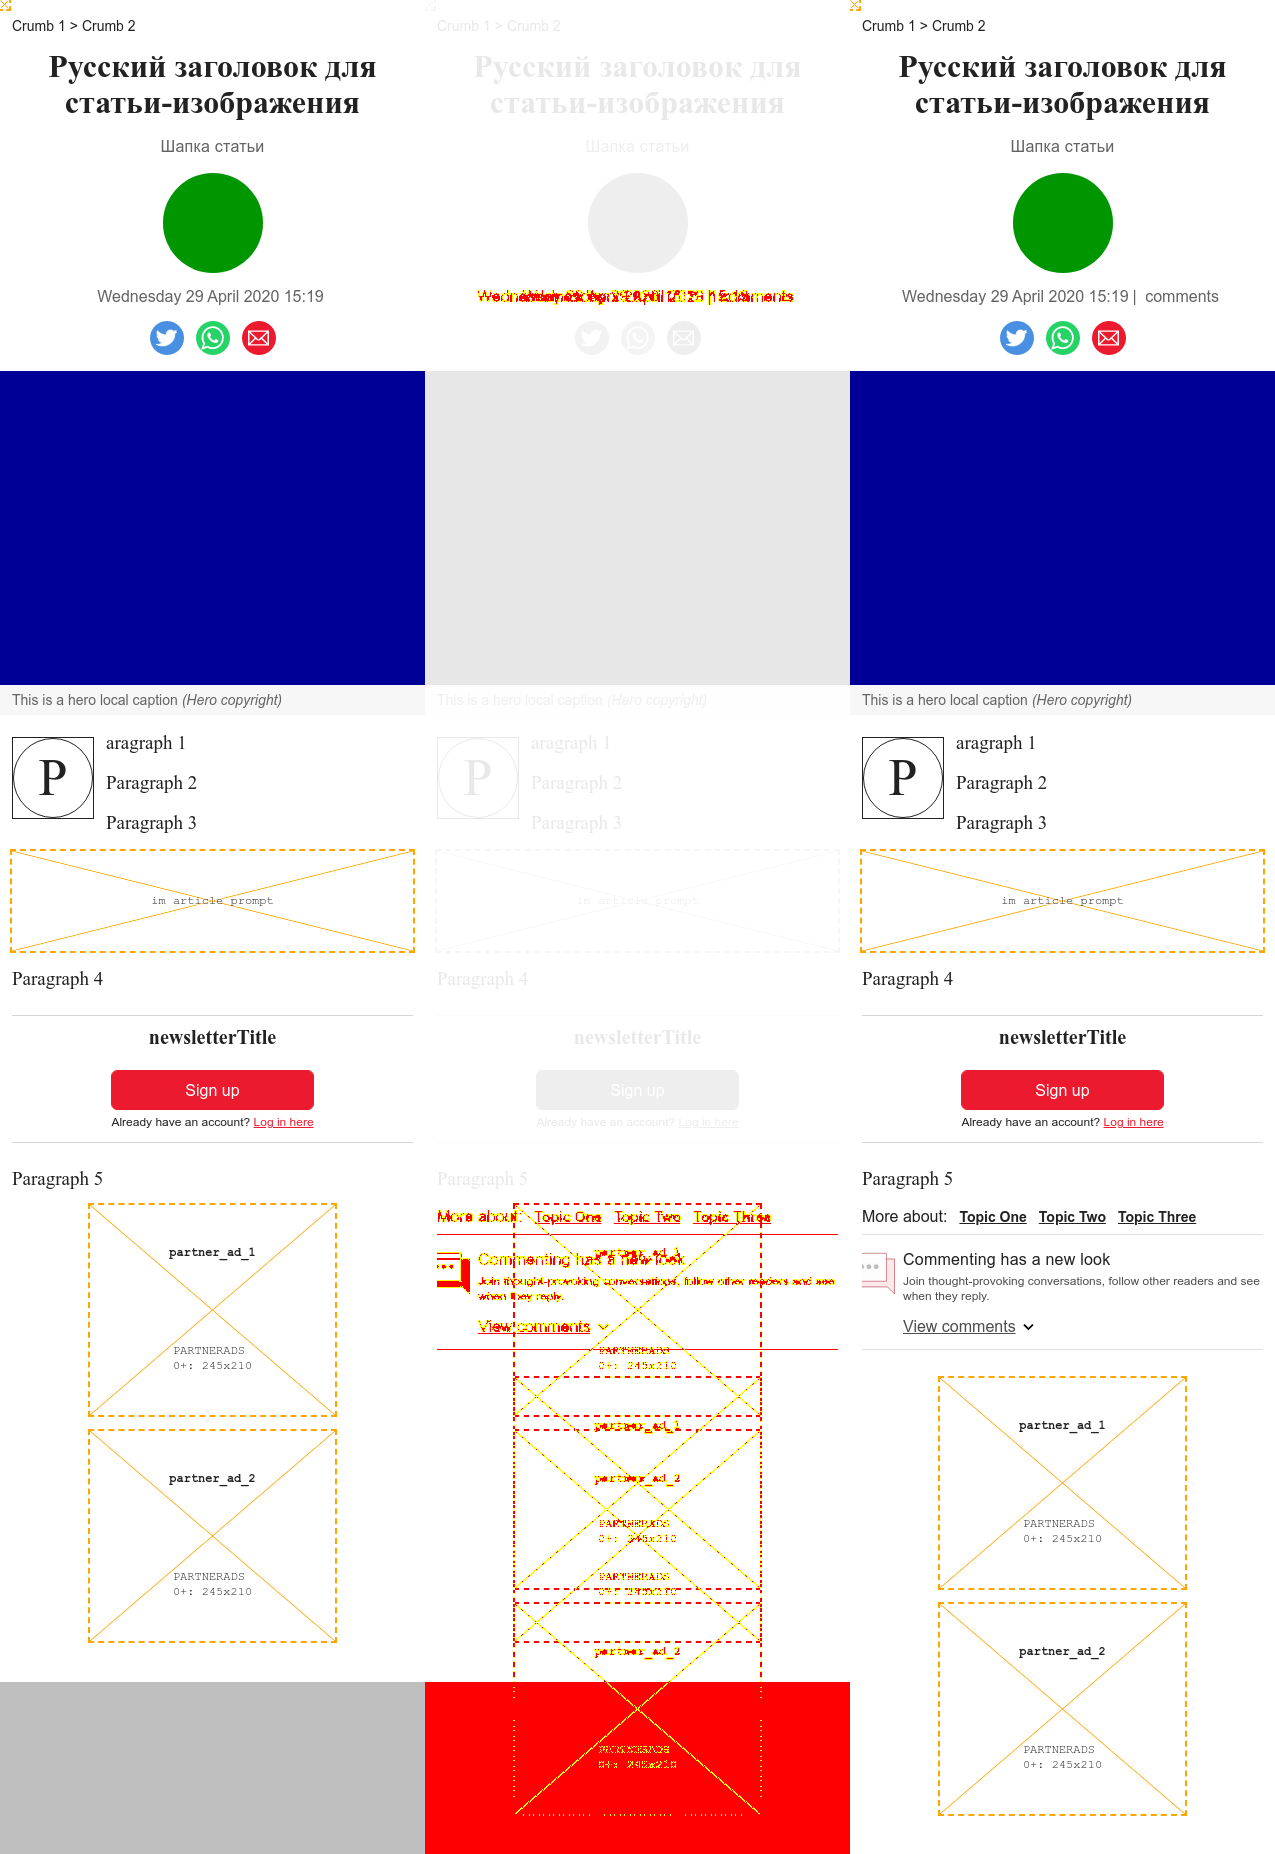 Crumb 1 > Crumb 2
Русский заголовок для
статьи-изображения
Шапка статьи
Wednesday 29 April 2020 15:19
This is a hero local caption (Hero copyright)
P
aragraph 1
Paragraph 2
Paragraph 3
im article prompt
Paragraph 4
newsletterTitle
Sign up
Already have an account? Log in here
Paragraph 5
partner_ad_1
PARTNERADS
0+: 245x210
partner_ad_2
PARTNERADS
0+: 245x210
Crumb 1 > Crumb 2
Русский заголовок для
статьи-изображения
Шапка статьи
This is a hero local caption (Hero copyright)
P
aragraph 1
Paragraph 2
Paragraph 3
im article prompt
Paragraph 4
newsletterTitle
Sign up
Already have an account? Log in here
Paragraph 5
More about: Topic One Topic Two Topic Three
partner_ad_1
Commenting has a new look
Join thought-provoking conversations, follow other readers and see
when they reply.
View comments
PARTNERADS
0+: 245x210
partner_ad_1
partner_ad_2
PARTNERADS
0+: 245x210
PARTNERADS
0+: 245x210
partner_ad_2
PARTNERADS
0+: 245x210
Crumb 1 > Crumb 2
Русский заголовок для
статьи-изображения
Шапка статьи
Wednesday 29 April 2020 15:19 | comments
This is a hero local caption (Hero copyright)
P
aragraph 1
Paragraph 2
Paragraph 3
im article prompt
Paragraph 4
newsletterTitle
Sign up
Already have an account? Log in here
Paragraph 5
More about: Topic One Topic Two Topic Three
Commenting has a new look
Join thought-provoking conversations, follow other readers and see
when they reply.
View comments
partner_ad_1
PARTNERADS
0+: 245x210
partner_ad_2
PARTNERADS
0+: 245x210